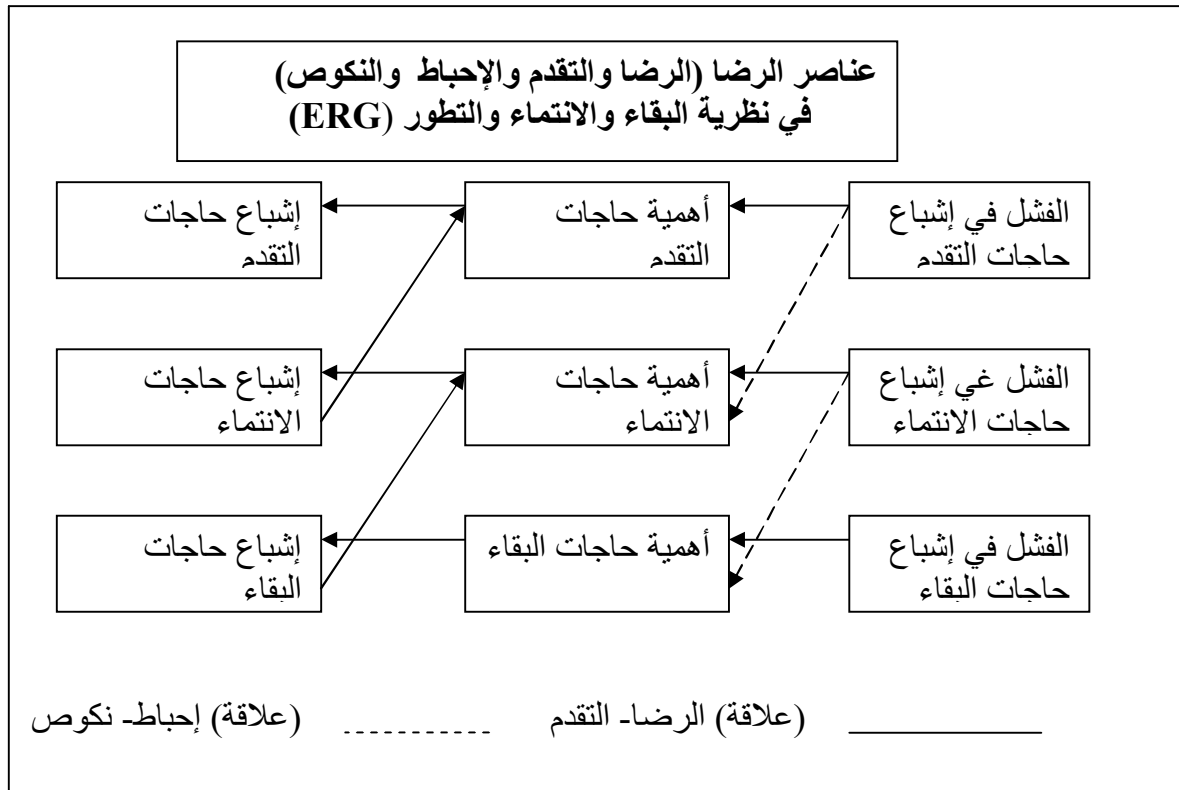 عناصر الرضا (الرضا والتقدم والإحباط والنكوص)
في نظرية البقاء والانتماء والتطور (ERG)
الفشل في إشباع
حاجات التقدم
أهمية حاجات
التقدم
إشباع حاجات
التقدم
الفشل غي إشباع
حاجات الانتماء
أهمية حاجات
الانتماء
إشباع حاجات
الانتماء
الفشل في إشباع
حاجات البقاء
أهمية حاجات البقاء
إشباع حاجات
البقاء
(علاقة) الرضا- التقدم
(علاقة) إحباط- نكوص